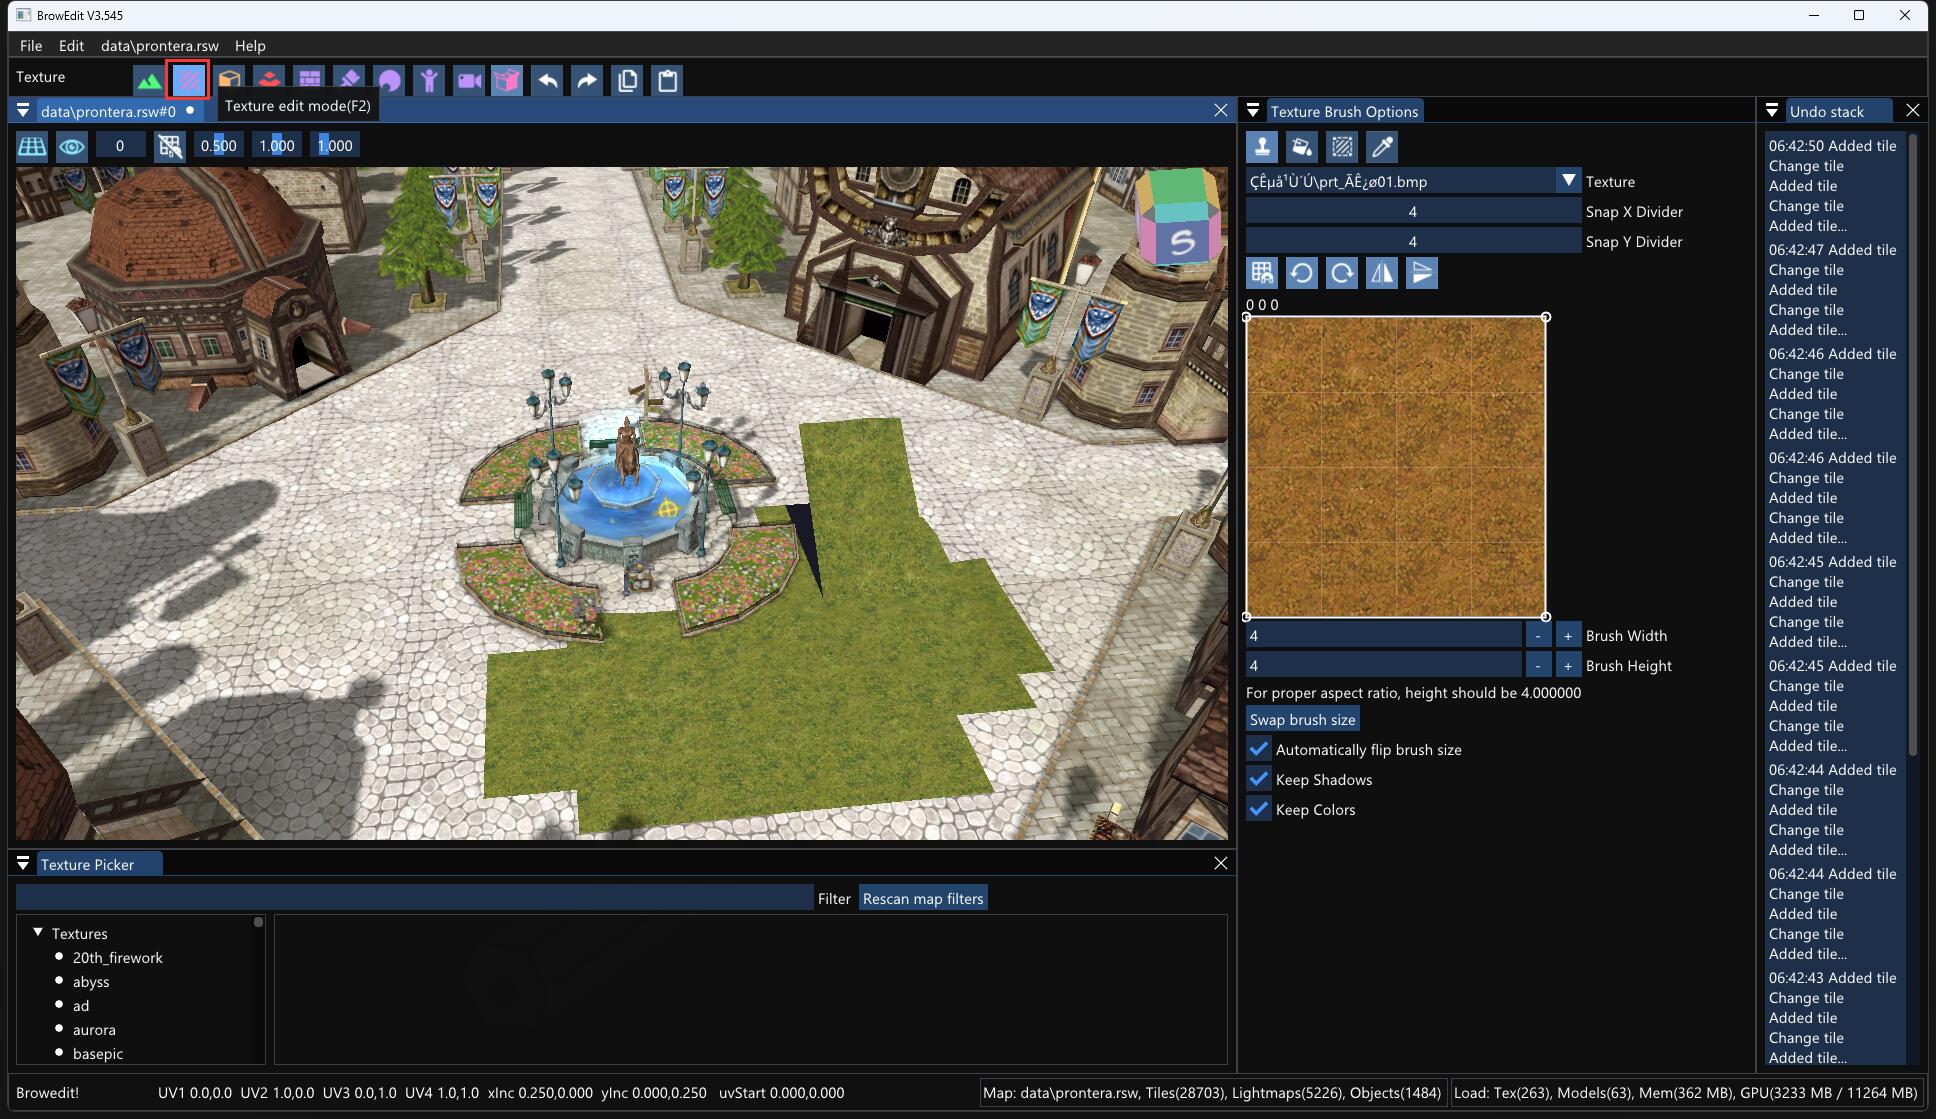 BrowEdit V3.545
File Edit data\prontera.rsw Help
Texture
Texture edit mode(F2)
data\prontera.rsw#0
0 0.500 1.000 1.000
S
Texture Picker
Filter Rescan map filters
Textures
20th_firework
abyss
ad
aurora
basepic
Texture Brush Options
ÇÊµå¹Ù´Ú\prt_ÃÊ¿ø01.bmp Texture
4 Snap X Divider
4 Snap Y Divider
0 0 0
4 - + Brush Width
4 - + Brush Height
For proper aspect ratio, height should be 4.000000
Swap brush size
Automatically flip brush size
Keep Shadows
Keep Colors
Undo stack
06:42:50 Added tile
Change tile
Added tile
Change tile
Added tile...
06:42:47 Added tile
Change tile
Added tile
Change tile
Added tile...
06:42:46 Added tile
Change tile
Added tile
Change tile
Added tile...
06:42:46 Added tile
Change tile
Added tile
Change tile
Added tile...
06:42:45 Added tile
Change tile
Added tile
Change tile
Added tile...
06:42:45 Added tile
Change tile
Added tile
Change tile
Added tile...
06:42:44 Added tile
Change tile
Added tile
Change tile
Added tile...
06:42:44 Added tile
Change tile
Added tile
Change tile
Added tile...
06:42:43 Added tile
Change tile
Added tile
Change tile
Added tile...
Browedit! UV1 0.0,0.0 UV2 1.0,0.0 UV3 0.0,1.0 UV4 1.0,1.0 xInc 0.250,0.000 yInc 0.000,0.250 uvStart 0.000,0.000 Map: data\prontera.rsw, Tiles(28703), Lightmaps(5226), Objects(1484) Load: Tex(263), Models(63), Mem(362 MB), GPU(3233 MB / 11264 MB)